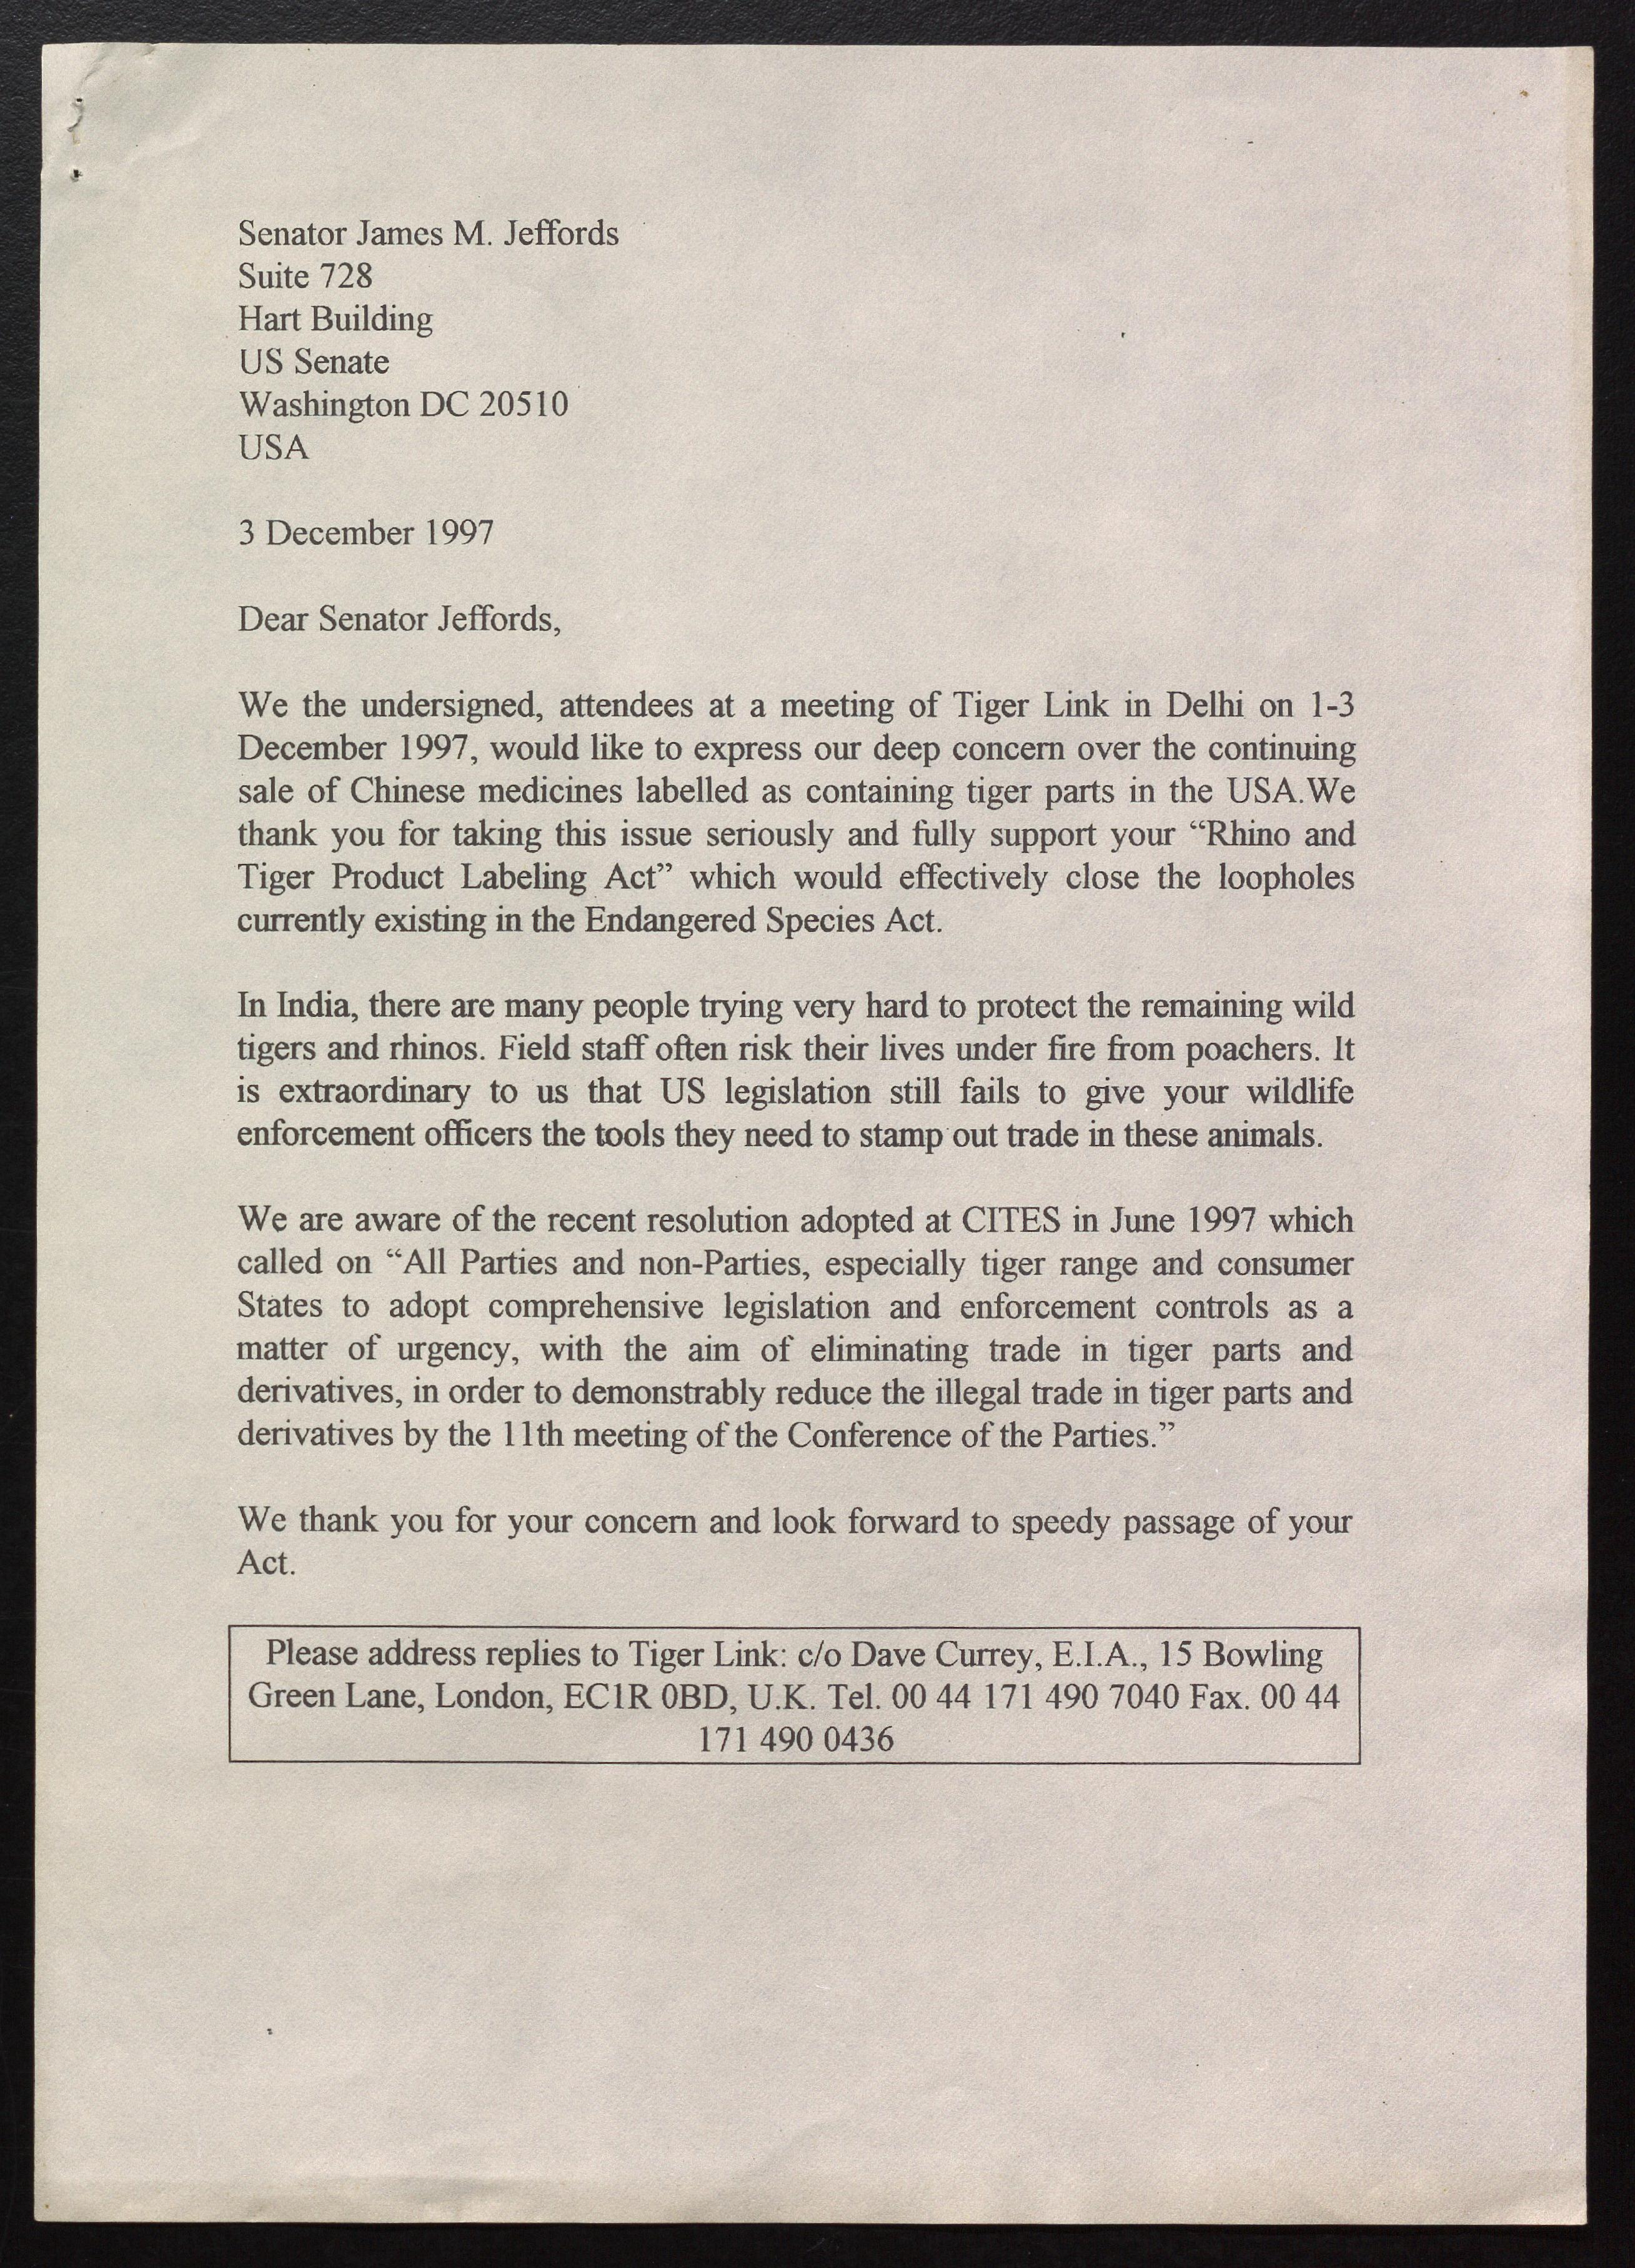 Senator James M. Jeffords
Suite 728
Hart Building
US Senate
Washington DC 20510
USA
3 December 1997
Dear Senator Jeffords,
We the undersigned, attendees at a meeting of Tiger Link in Delhi on 1-3
December 1997, would like to express our deep concern over the continuing
sale of Chinese medicines labelled as containing tiger parts in the USA.We
thank you for taking this issue seriously and fully support your “Rhino and
Tiger Product Labeling Act” which would effectively close the loopholes
currently existing in the Endangered Species Act.
In India, there are many people trying very hard to protect the remaining wild
tigers and rhinos. Field staff often risk their lives under fire from poachers. It
is extraordinary to us that US legislation still fails to give your wildlife
enforcement officers the tools they need to stamp out trade in these animals.
We are aware of the recent resolution adopted at CITES in June 1997 which
called on “All Parties and non-Parties, especially tiger range and consumer
States to adopt comprehensive legislation and enforcement controls as a
matter of urgency, with the aim of eliminating trade in tiger parts and
derivatives, in order to demonstrably reduce the illegal trade in tiger parts and
derivatives by the 11th meeting of the Conference of the Parties.”
We thank you for your concern and look forward to speedy passage of your
Act.
Please address replies to Tiger Link: c/o Dave Currey, E.I.A., 15 Bowling
Green Lane, London, EC1R 0BD, U.K. Tel. 00 44 171 490 7040 Fax. 00 44
171 490 0436